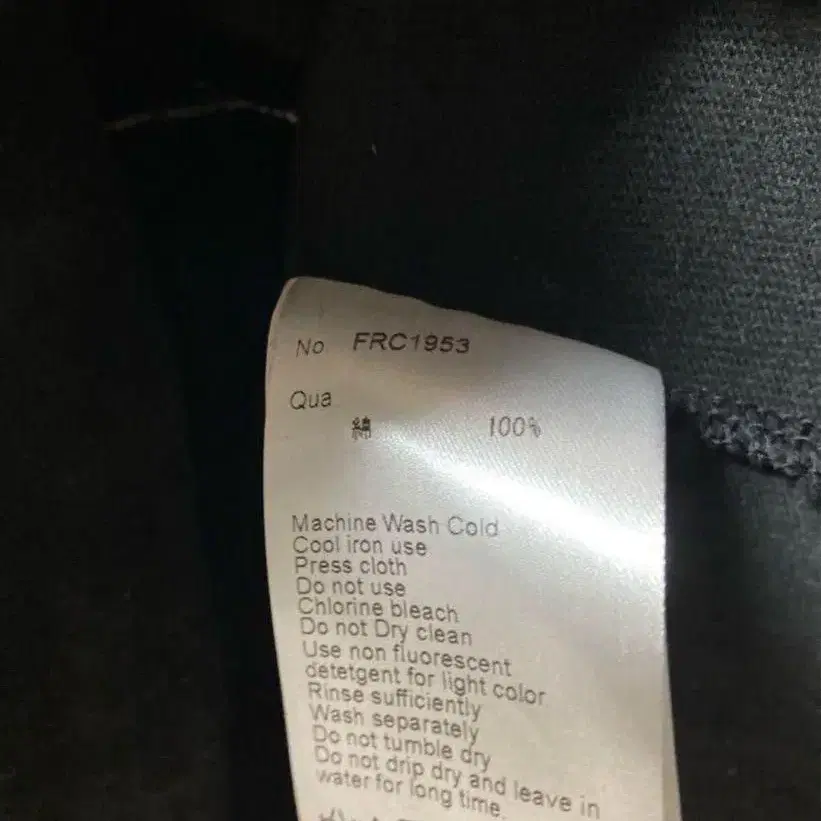 No FRC1953
Qua
綿 100%
Machine Wash Cold
Cool iron use
Press cloth
Do not use
Chlorine bleach
Do not Dry clean
Use non fluorescent
detetgent for light color
Rinse sufficiently
Wash separately
Do not tumble dry
Do not drip dry and leave in
water for long time.